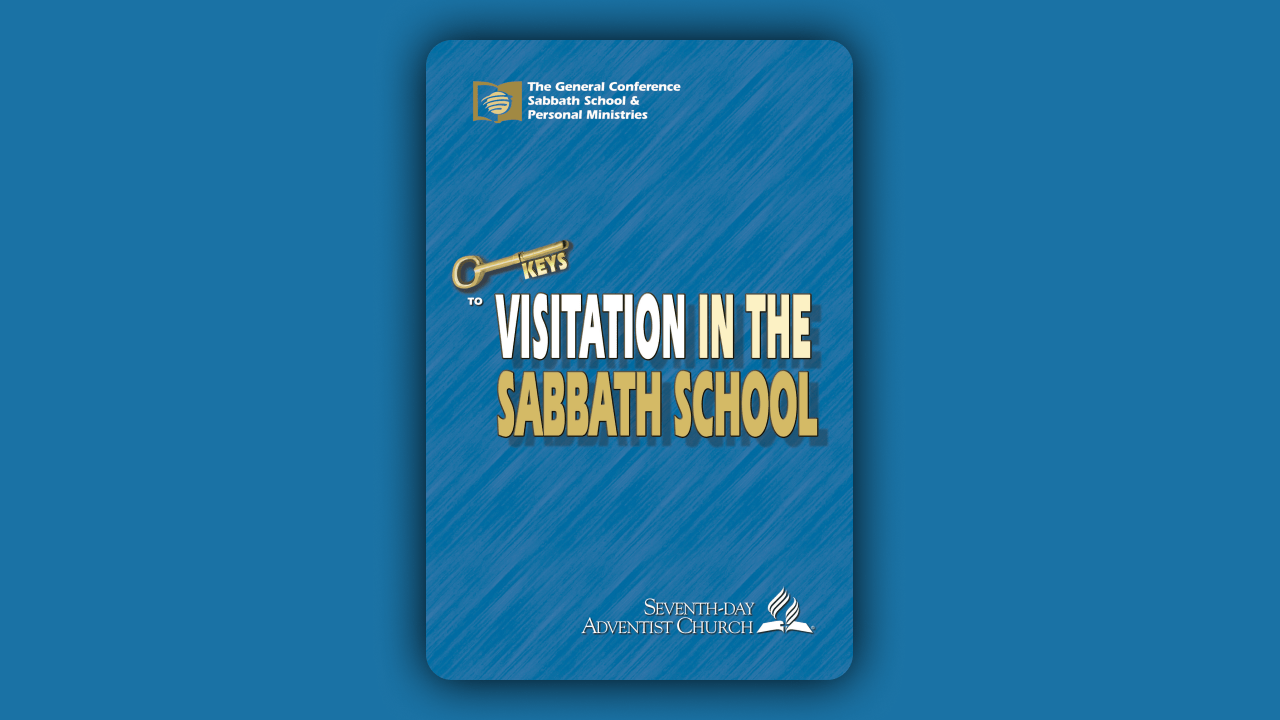 The General Conference
Sabbath School &
Personal Ministries
KEYS
TO VISITATION IN THE
SABBATH SCHOOL
SEVENTH-DAY
ADVENTIST CHURCH